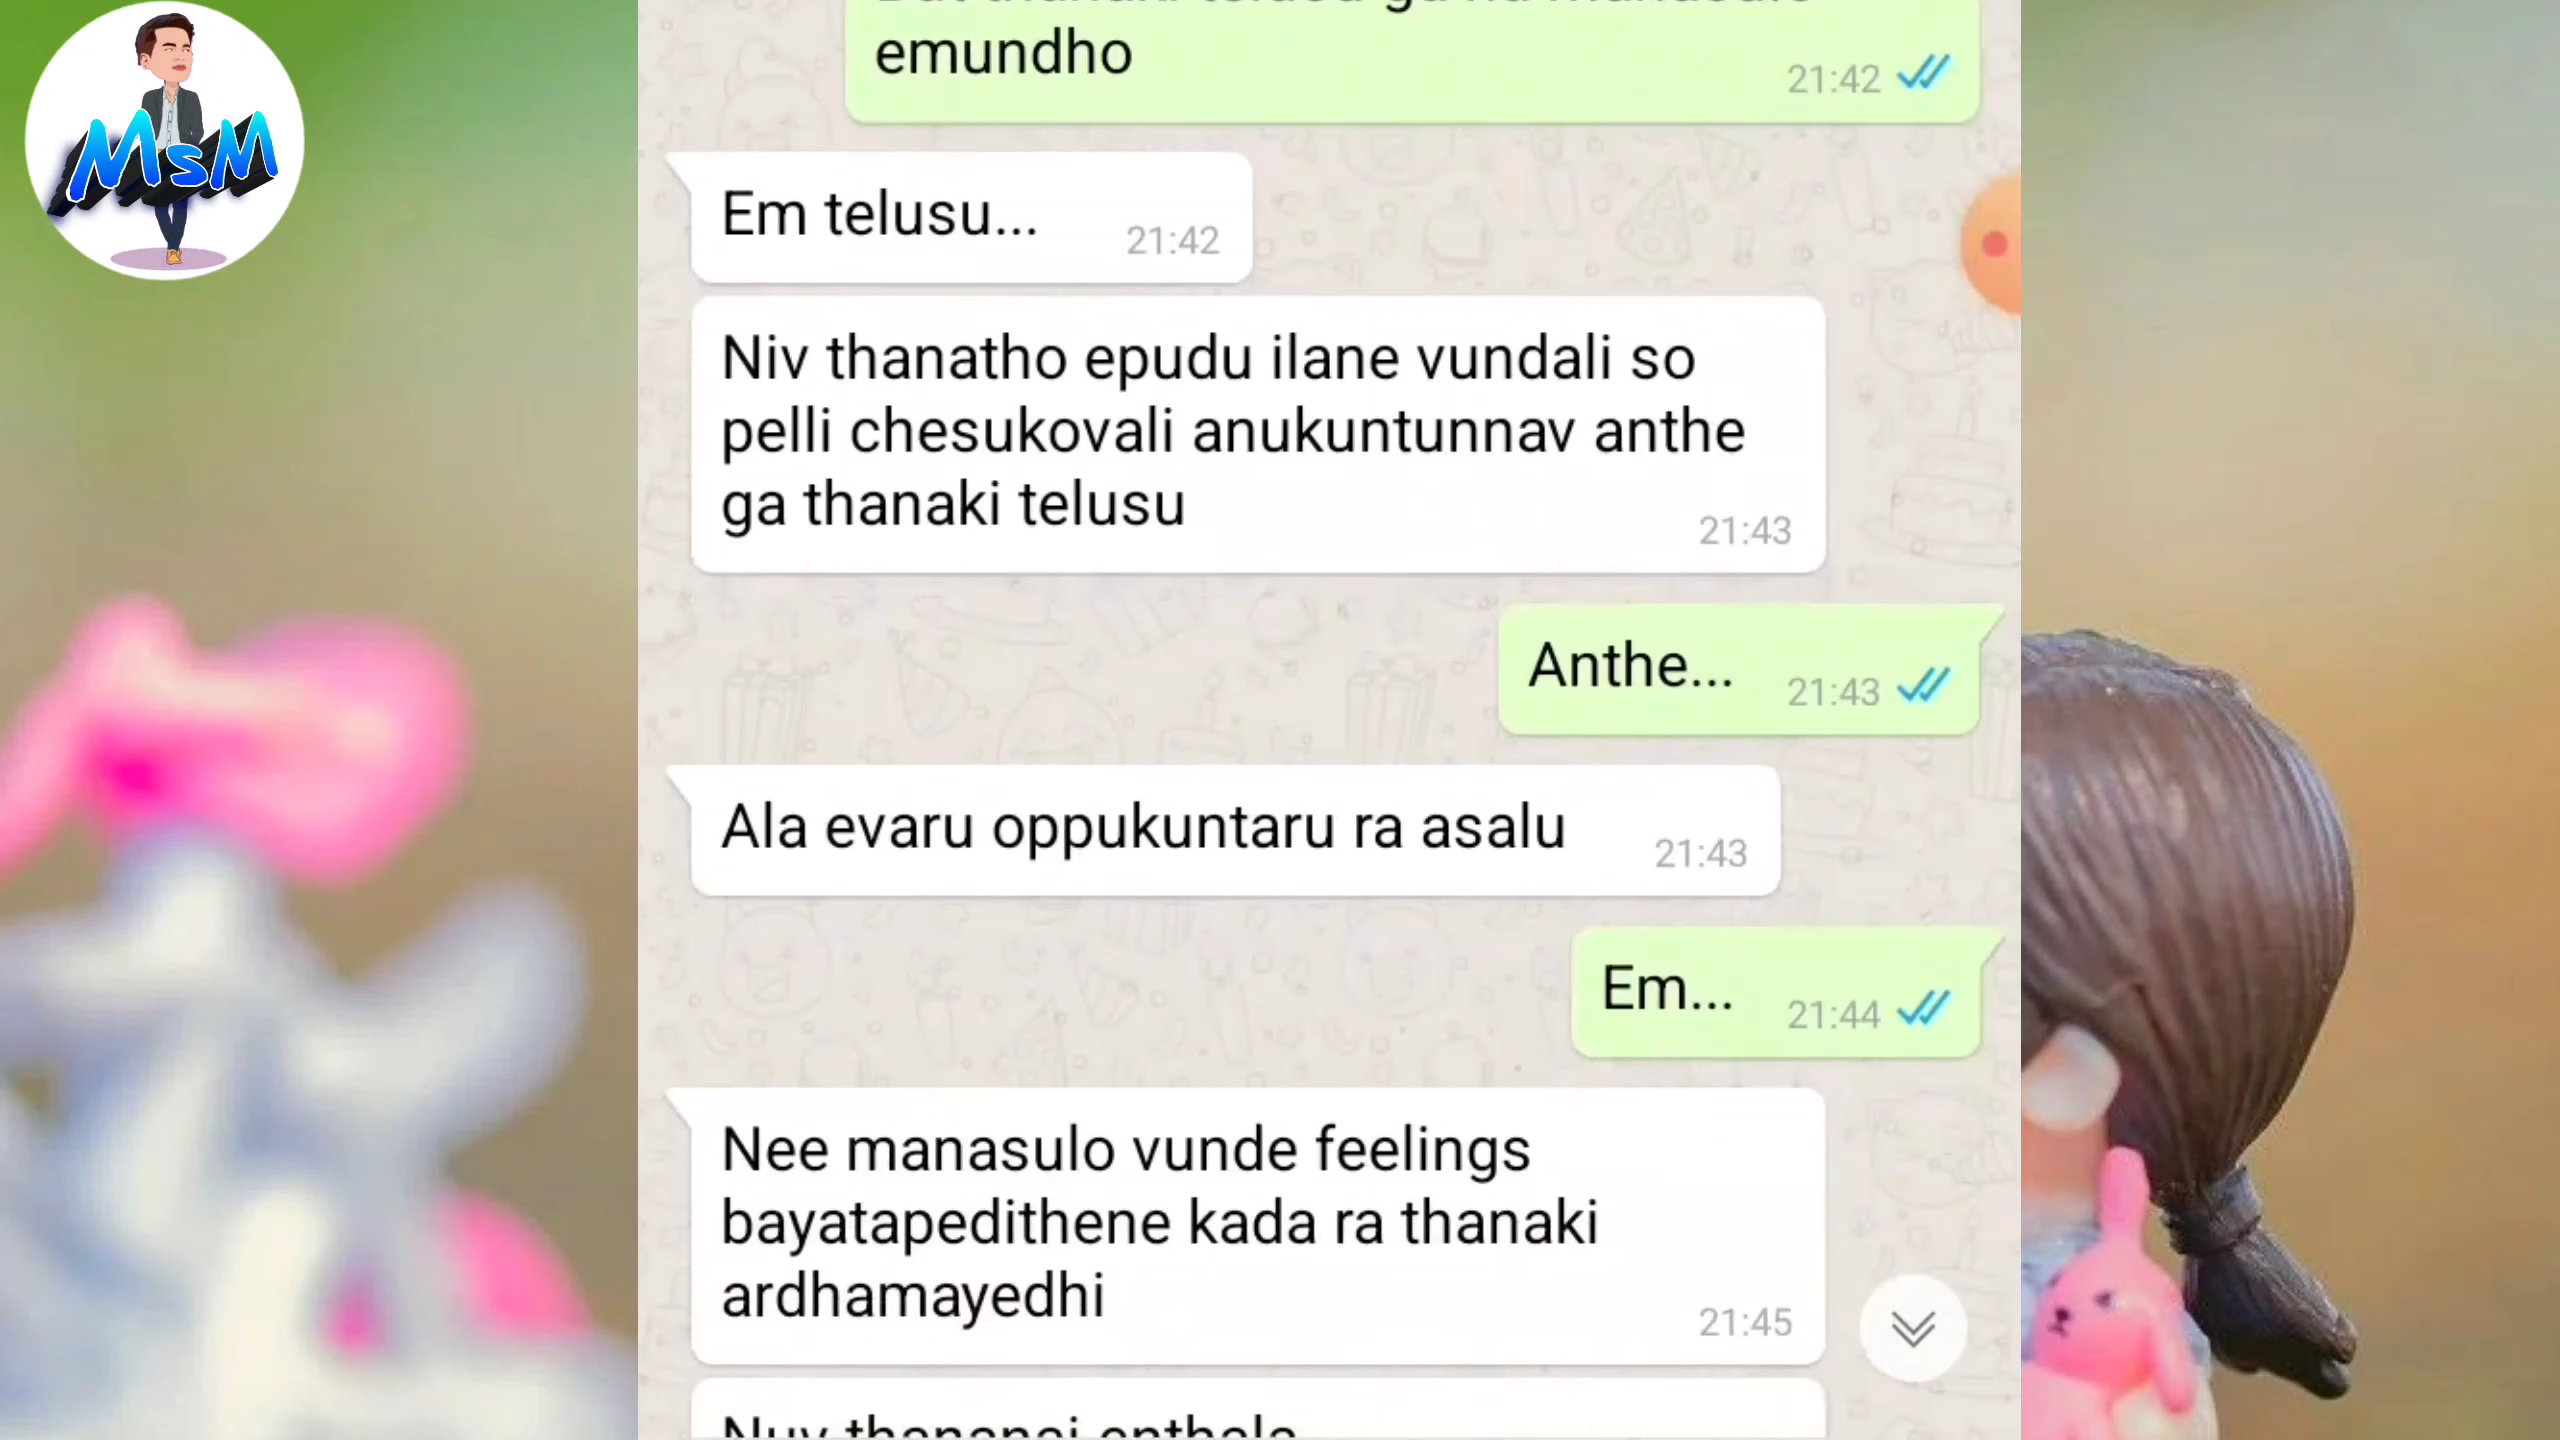 MsM
emundho
21:42
Em telusu...
21:42
Niv thanatho epudu ilane vundali so
pelli chesukovali anukuntunnav anthe
ga thanaki telusu
21:43
Anthe...
21:43
Ala evaru oppukuntaru ra asalu
21:43
Em...
21:44
Nee manasulo vunde feelings
bayatapedithene kada ra thanaki
ardhamayedhi
21:45